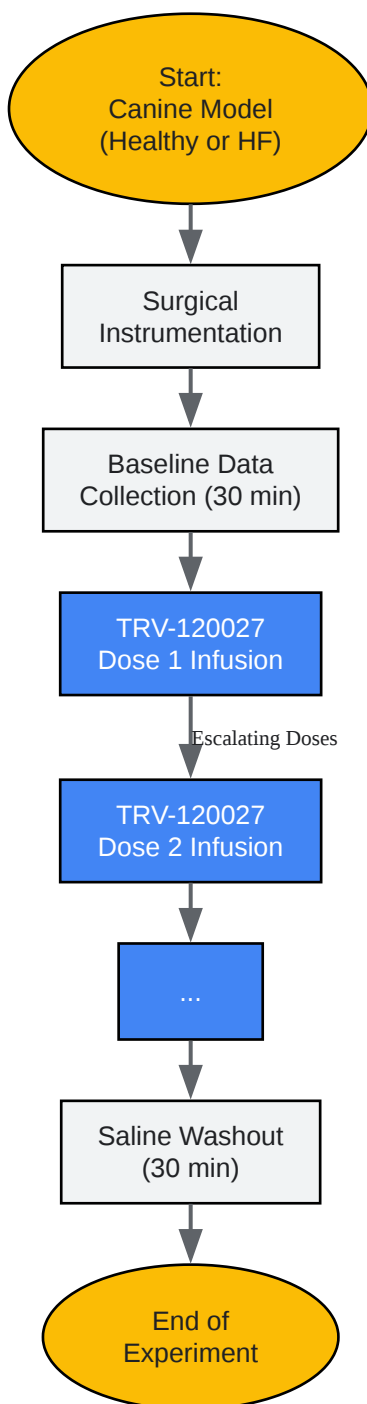 Start:
Canine Model
(Healthy or HF)
Surgical
Instrumentation
Baseline Data
Collection (30 min)
TRV-120027
Dose 1 Infusion
Escalating Doses
TRV-120027
Dose 2 Infusion
...
Saline Washout
(30 min)
End of
Experiment